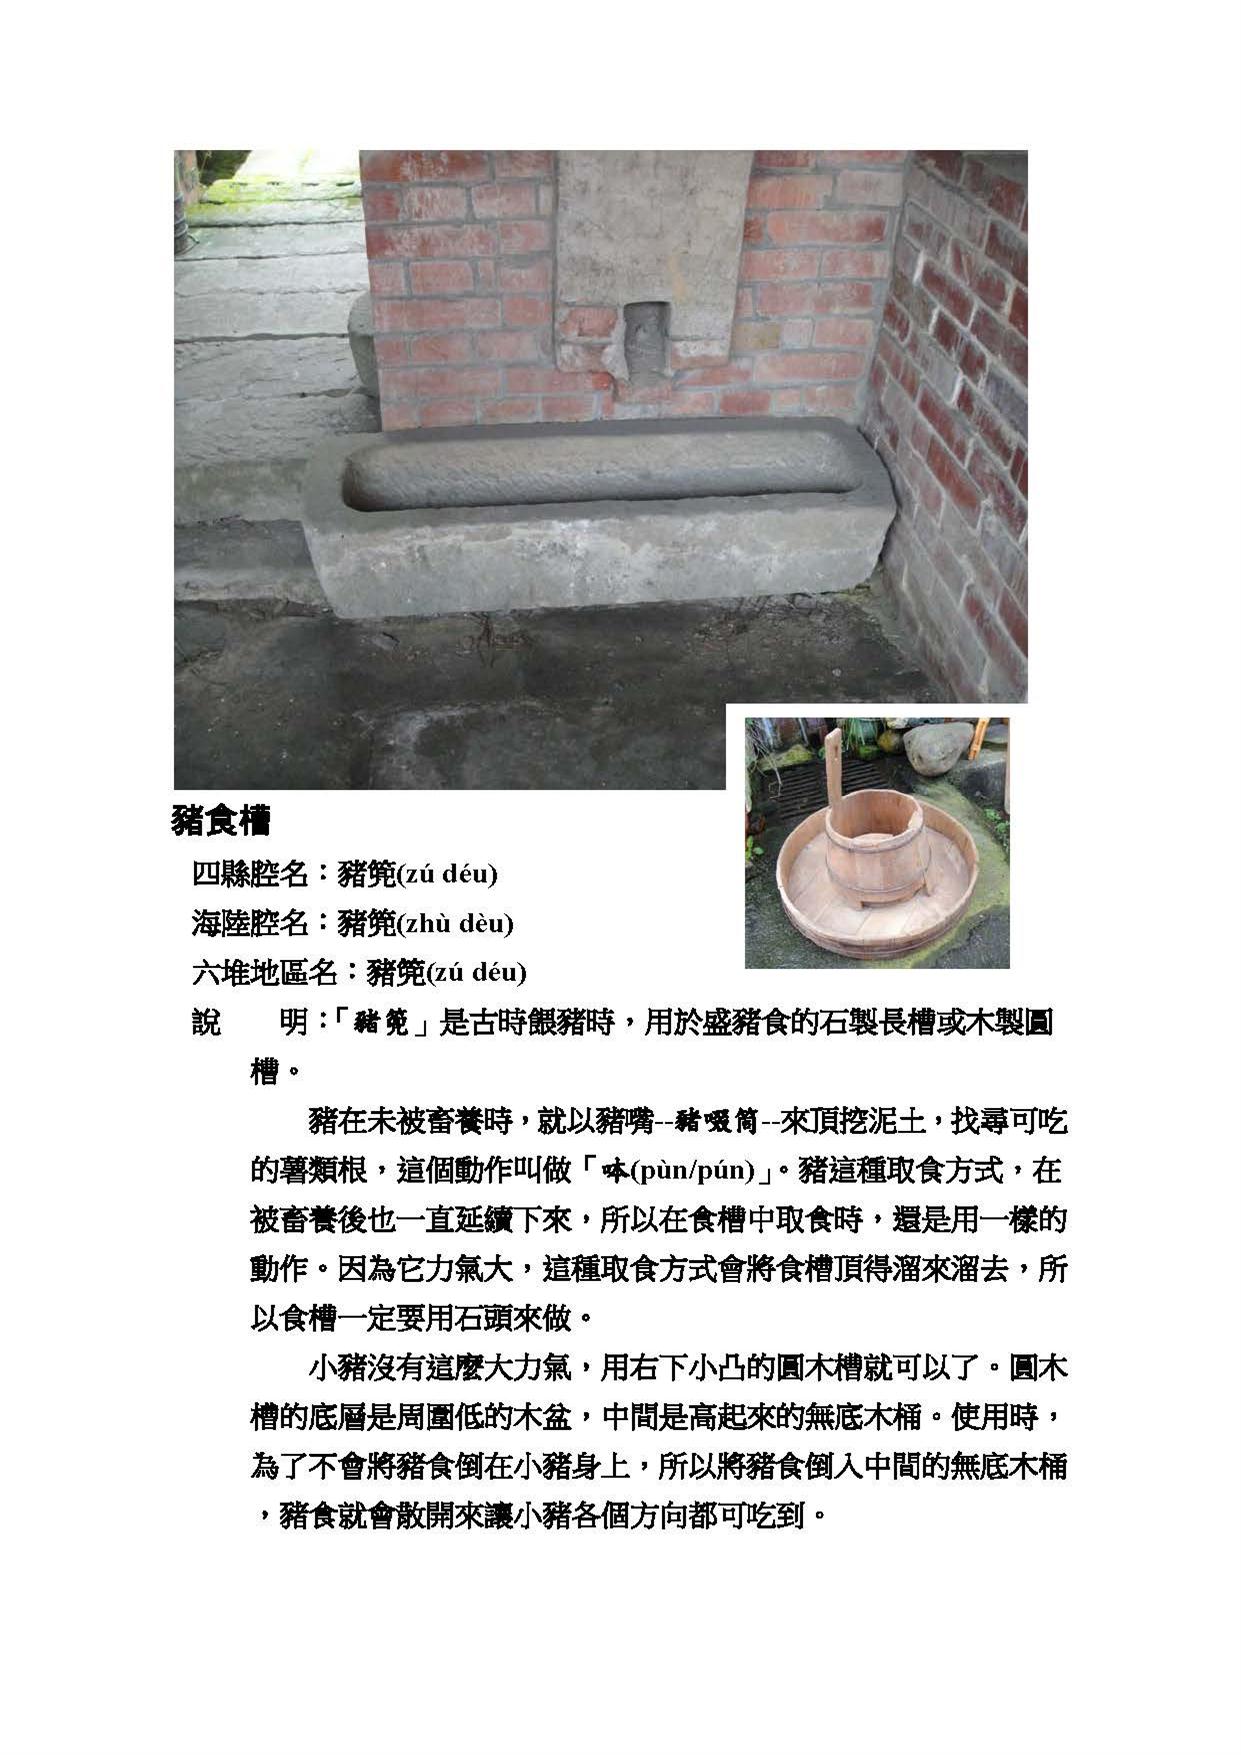 豬食槽
四縣腔名：豬篼(zú déu)
海陸腔名：豬篼(zhù dèu)
六堆地區名：豬篼(zú déu)
說　　明：「豬篼」是古時餵豬時，用於盛豬食的石製長槽或木製圓
槽。
豬在未被畜養時，就以豬嘴--豬啜筒--來頂挖泥土，找尋可吃
的薯類根，這個動作叫做「呠(pùn/pún)」。豬這種取食方式，在
被畜養後也一直延續下來，所以在食槽中取食時，還是用一樣的
動作。因為它力氣大，這種取食方式會將食槽頂得溜來溜去，所
以食槽一定要用石頭來做。
小豬沒有這麼大力氣，用右下小凸的圓木槽就可以了。圓木
槽的底層是周圍低的木盆，中間是高起來的無底木桶。使用時，
為了不會將豬食倒在小豬身上，所以將豬食倒入中間的無底木桶
，豬食就會散開來讓小豬各個方向都可吃到。